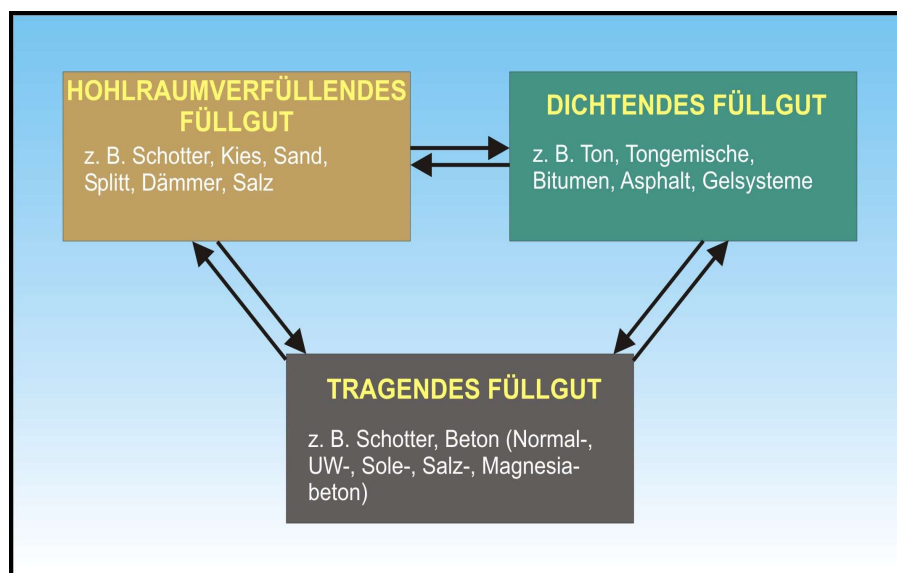 HOHLRAUMVERFÜLLENDES
FÜLLGUT
z. B. Schotter, Kies, Sand,
Splitt, Dämmer, Salz
DICHTENDES FÜLLGUT
z. B. Ton, Tongemische,
Bitumen, Asphalt, Gelsysteme
TRAGENDES FÜLLGUT
z. B. Schotter, Beton (Normal-,
UW-, Sole-, Salz-, Magnesia-
beton)